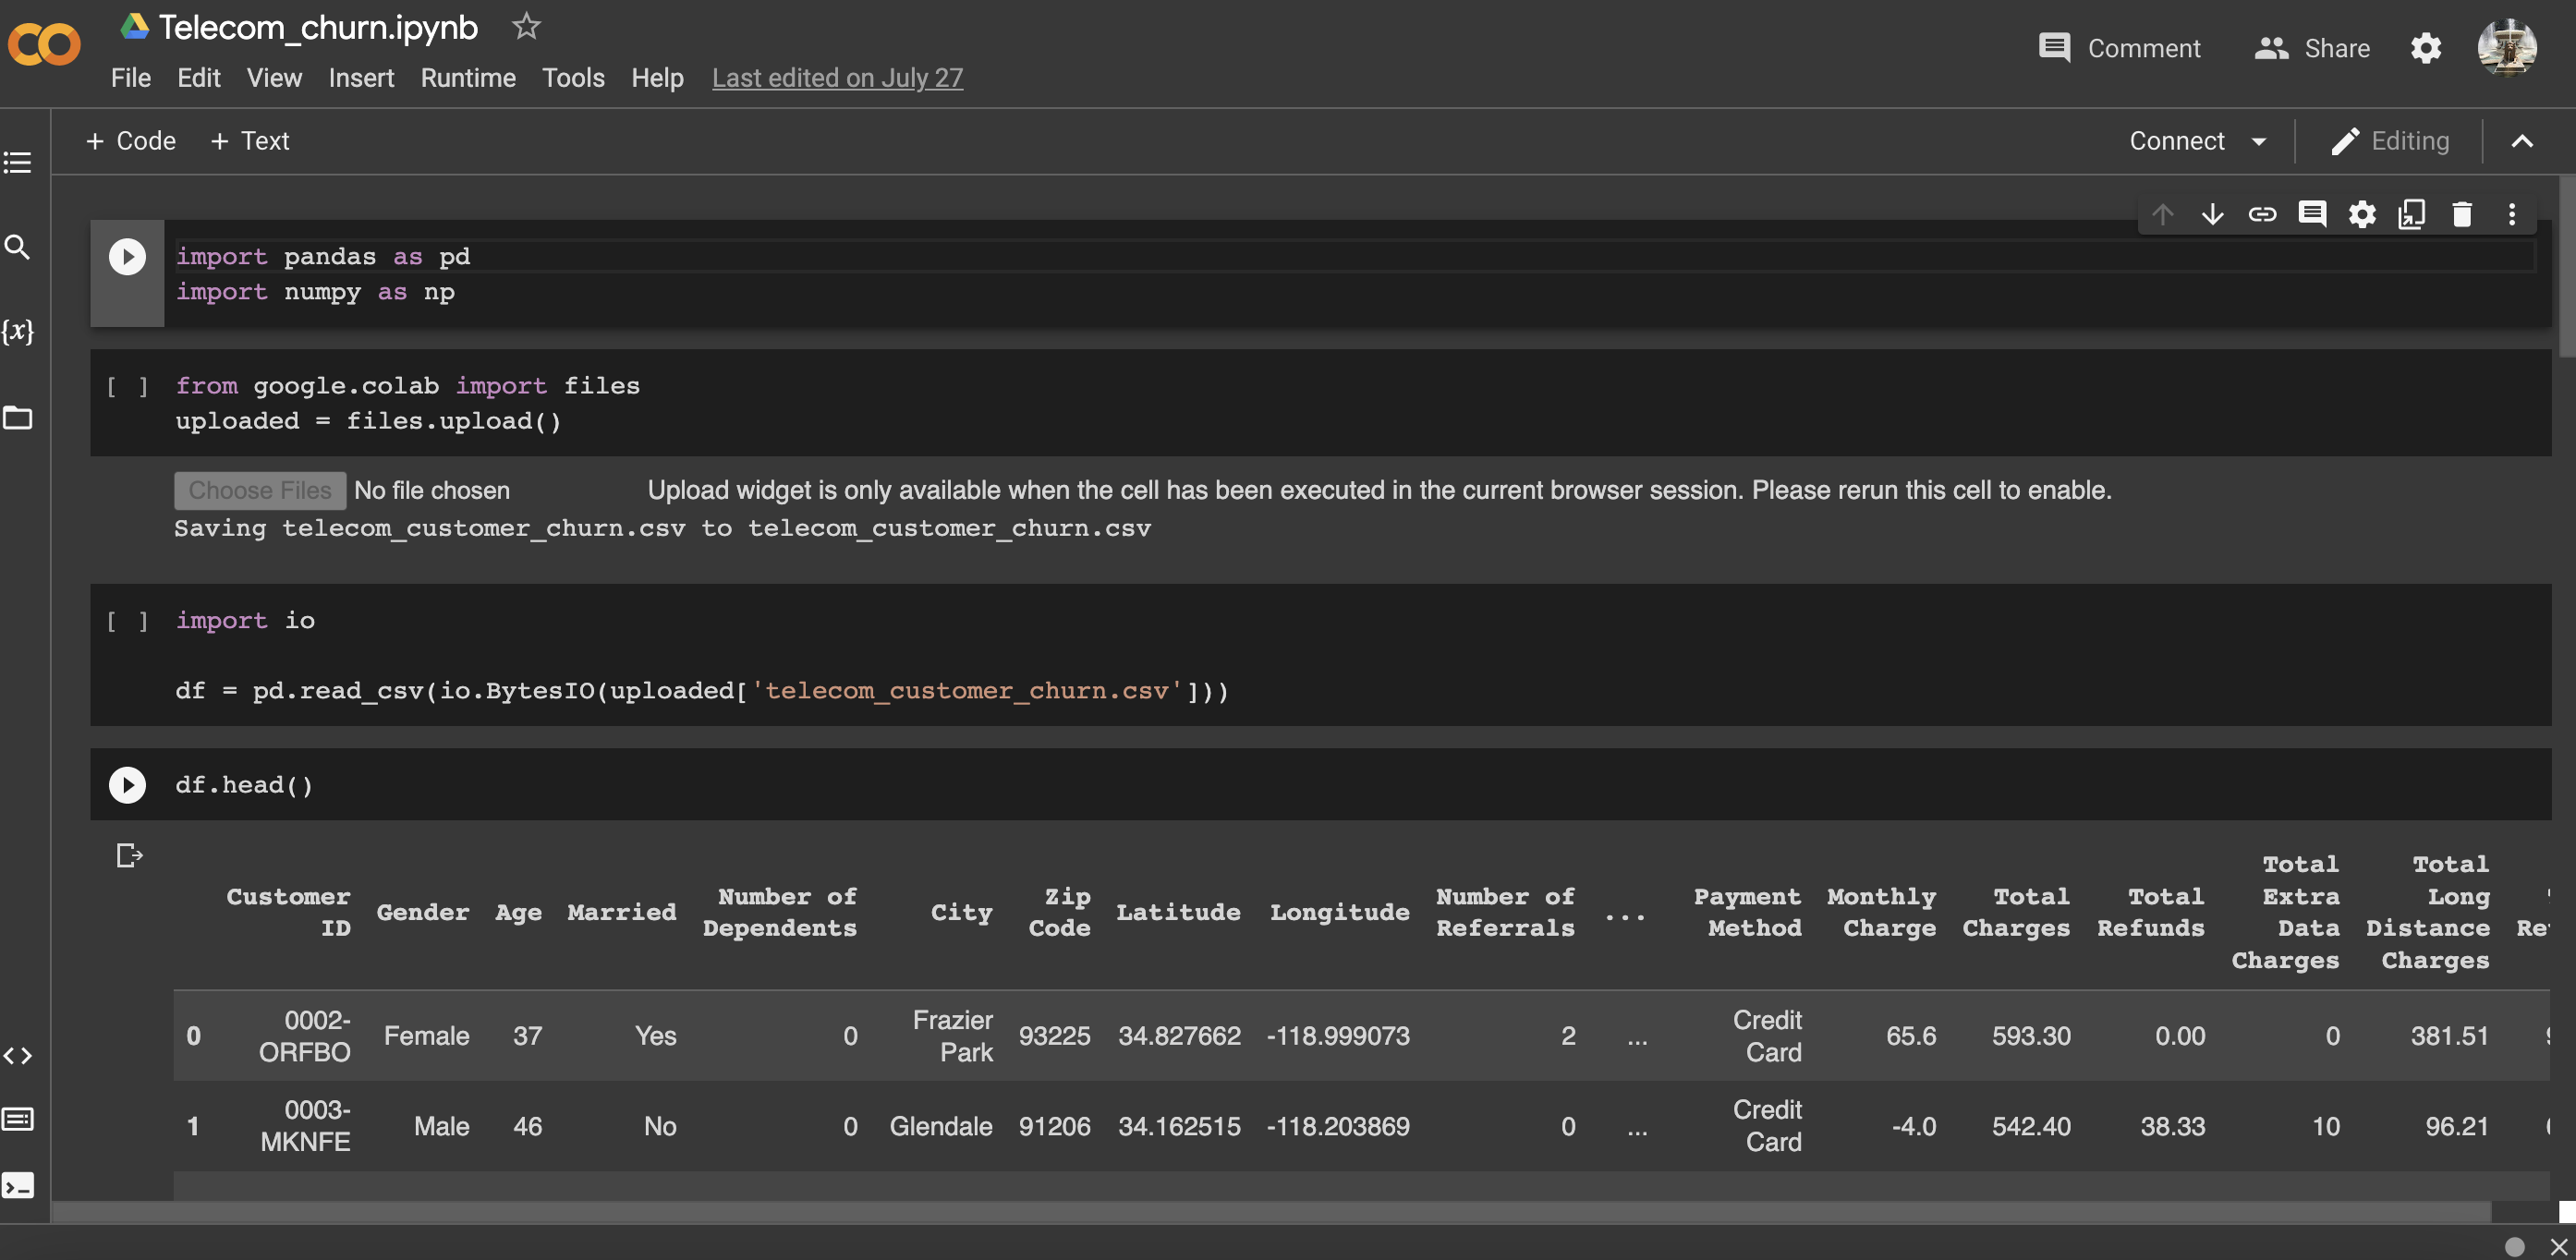 Telecom_churn.ipynb
File Edit View Insert Runtime Tools Help Last edited on July 27
Comment Share
+ Code + Text
Connect Editing
import pandas as pd
import numpy as np
{x}
[ ] from google.colab import files
uploaded = files.upload()
Choose Files No file chosen Upload widget is only available when the cell has been executed in the current browser session. Please rerun this cell to enable.
Saving telecom_customer_churn.csv to telecom_customer_churn.csv
[ ] import io
df = pd.read_csv(io.BytesIO(uploaded['telecom_customer_churn.csv']))
df.head()
Customer ID Gender Age Married Number of Dependents City Zip Code Latitude Longitude Number of Referrals ... Payment Method Monthly Charge Total Charges Total Refunds Total Extra Data Charges Total Long Distance Charges
0 0002-ORFBO Female 37 Yes 0 Frazier Park 93225 34.827662 -118.999073 2 ... Credit Card 65.6 593.30 0.00 0 381.51
1 0003-MKNFE Male 46 No 0 Glendale 91206 34.162515 -118.203869 0 ... Credit Card -4.0 542.40 38.33 10 96.21